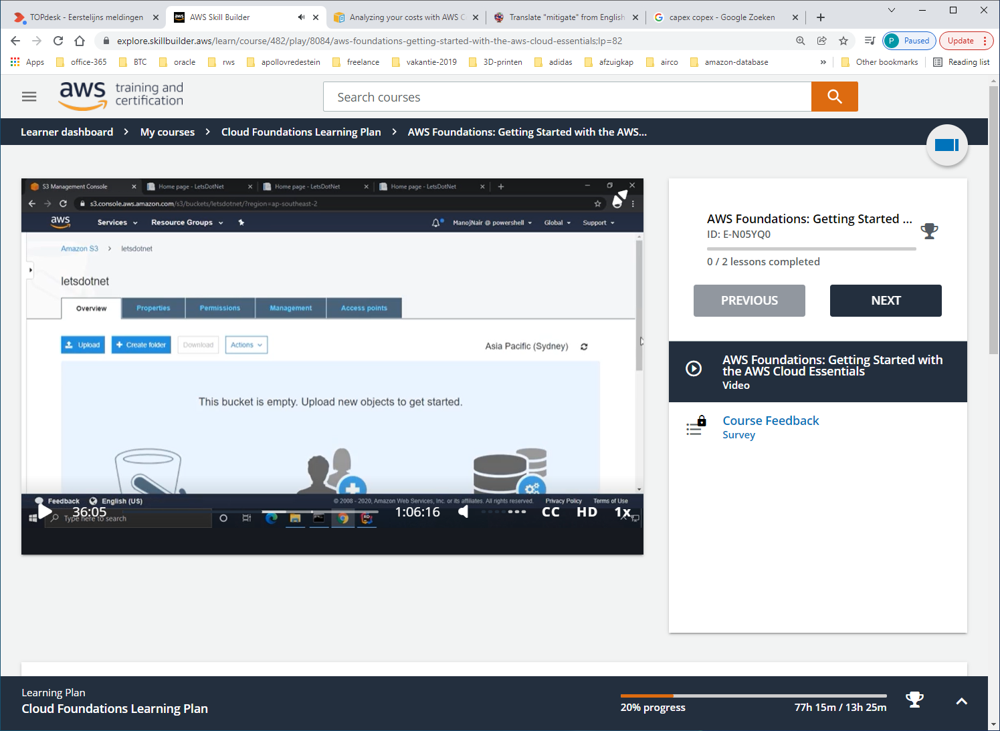 TOPdesk - Eerstelijns meldingen
AWS Skill Builder
Analyzing your costs with AWS C
Translate "mitigate" from English
capex copex - Google Zoeken
explore.skillbuilder.aws/learn/course/482/play/8084/aws-foundations-getting-started-with-the-aws-cloud-essentials;lp=82
P Paused
Update
Apps
office-365
BTC
oracle
rws
apollovredestein
freelance
vakantie-2019
3D-printen
adidas
afzuigkap
airco
amazon-database
»
Other bookmarks
Reading list
aws training and certification
Search courses
Learner dashboard > My courses > Cloud Foundations Learning Plan > AWS Foundations: Getting Started with the AWS...
S3 Management Console
Home page - LetsDotNet
Home page - LetsDotNet
Home page - LetsDotNet
s3.console.aws.amazon.com/s3/buckets/letsdotnet/?region=ap-southeast-2
aws
Services
Resource Groups
ManojNair @ powershell
Global
Support
Amazon S3 > letsdotnet
letsdotnet
Overview
Properties
Permissions
Management
Access points
Upload
+ Create folder
Download
Actions
Asia Pacific (Sydney)
This bucket is empty. Upload new objects to get started.
Feedback
English (US)
© 2008 - 2020, Amazon Web Services, Inc. or its affiliates. All rights reserved.
Privacy Policy
Terms of Use
36:05
Type here to search
1:06:16
CC
HD
1x
AWS Foundations: Getting Started ...
ID: E-N05YQ0
0 / 2 lessons completed
PREVIOUS
NEXT
AWS Foundations: Getting Started with
the AWS Cloud Essentials
Video
Course Feedback
Survey
Learning Plan
Cloud Foundations Learning Plan
20% progress
77h 15m / 13h 25m